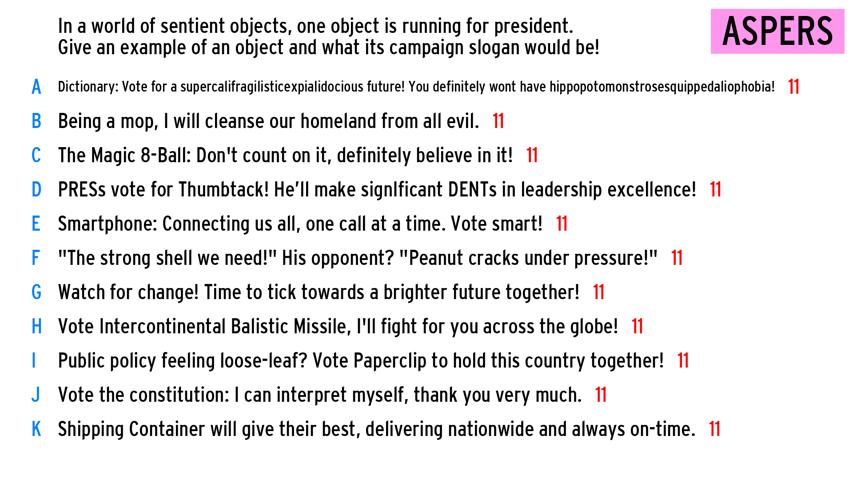 In a world of sentient objects, one object is running for president.
Give an example of an object and what its campaign slogan would be!
ASPERS
A Dictionary: Vote for a supercalifragilisticexpialidocious future! You definitely wont have hippopotomonstrosesquippedaliophobia! 11
B Being a mop, I will cleanse our homeland from all evil. 11
C The Magic 8-Ball: Don't count on it, definitely believe in it! 11
D PRESs vote for Thumbtack! He’ll make signIficant DENTs in leadership excellence! 11
E Smartphone: Connecting us all, one call at a time. Vote smart! 11
F "The strong shell we need!" His opponent? "Peanut cracks under pressure!" 11
G Watch for change! Time to tick towards a brighter future together! 11
H Vote Intercontinental Balistic Missile, I'll fight for you across the globe! 11
I Public policy feeling loose-leaf? Vote Paperclip to hold this country together! 11
J Vote the constitution: I can interpret myself, thank you very much. 11
K Shipping Container will give their best, delivering nationwide and always on-time. 11